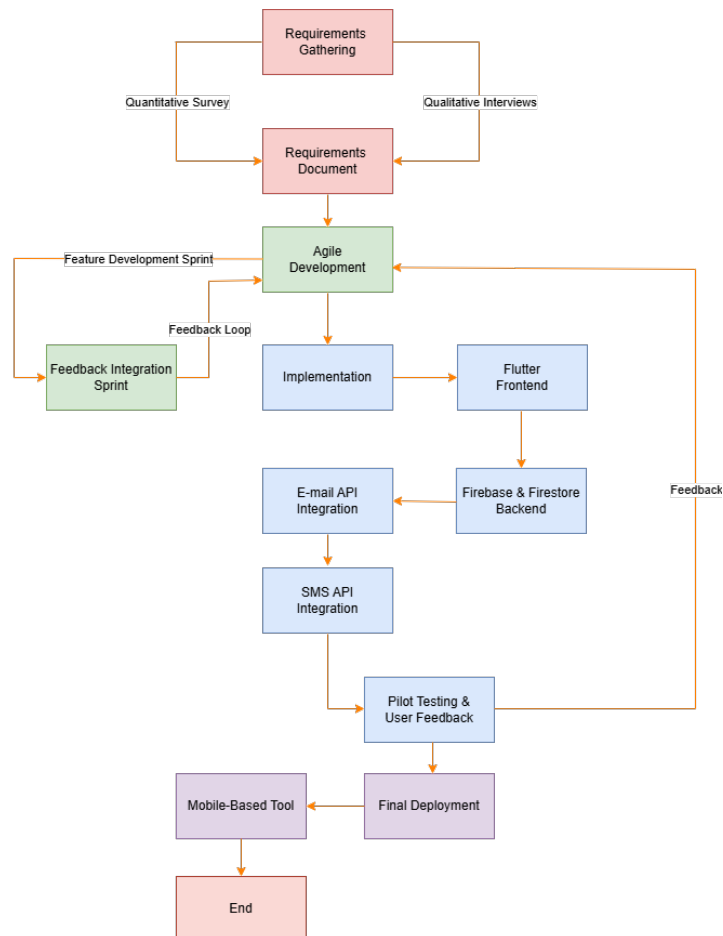 Requirements
Gathering
Quantitative Survey
Qualitative Interviews
Requirements
Document
Agile
Development
Feature Development Sprint
Feedback Loop
Feedback Integration
Sprint
Implementation
Flutter
Frontend
E-mail API
Integration
Firebase & Firestore
Backend
Feedback
SMS API
Integration
Pilot Testing &
User Feedback
Mobile-Based Tool
Final Deployment
End